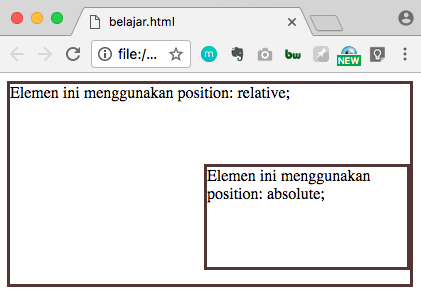 belajar.html
file:/...
m
bw
NEW
Elemen ini menggunakan position: relative;
Elemen ini menggunakan
position: absolute;